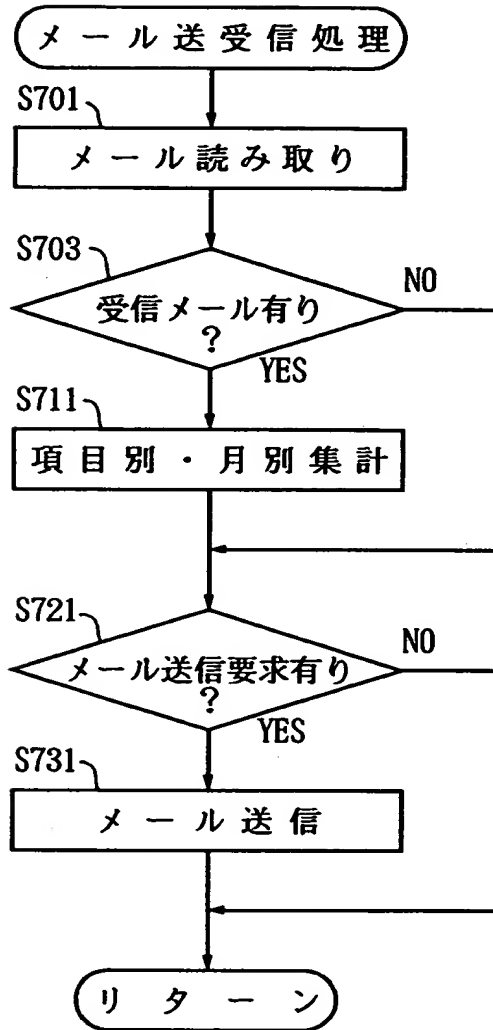 メール送受信処理
S701
メール読み取り
S703
受信メール有り
?
NO
YES
S711
項目別・月別集計
S721
メール送信要求有り
?
NO
YES
S731
メール送信
リターン